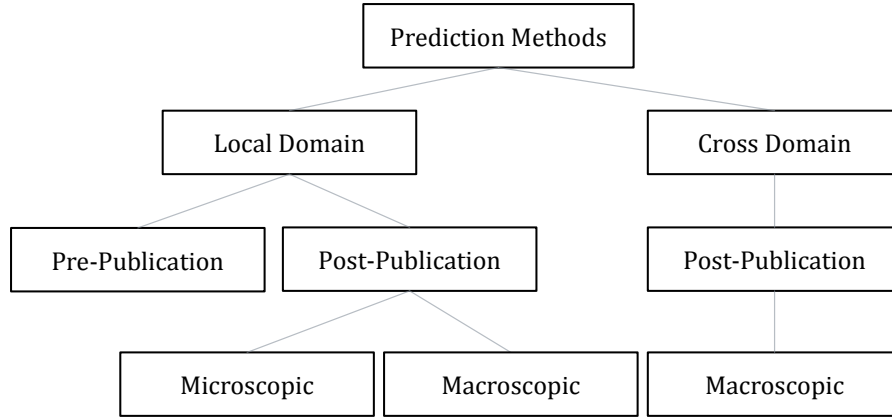 Prediction Methods
Local Domain
Cross Domain
Pre-Publication
Post-Publication
Post-Publication
Microscopic
Macroscopic
Macroscopic